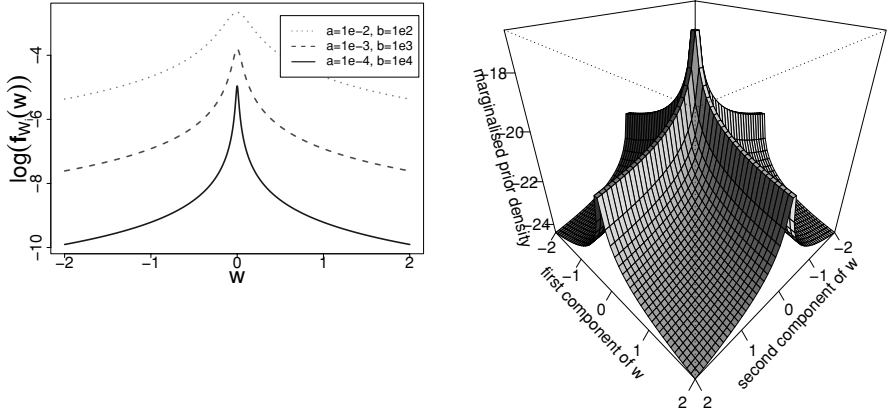 log(f_{W_i}(w))
−4
−6
−8
−10
a=1e−2, b=1e2
a=1e−3, b=1e3
a=1e−4, b=1e4
−2
−1
0
1
2
w
marginalised prior density
−18
−20
−22
−24
−2
−1
0
1
2
first component of w
−2
−1
0
1
2
second component of w